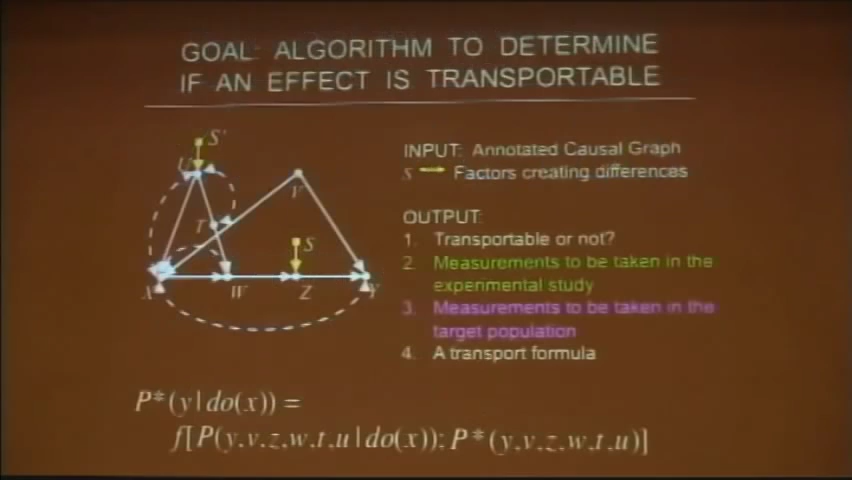 GOAL: ALGORITHM TO DETERMINE
IF AN EFFECT IS TRANSPORTABLE
INPUT: Annotated Causal Graph
S Factors creating differences
OUTPUT:
1. Transportable or not?
2. Measurements to be taken in the
experimental study
3. Measurements to be taken in the
target population
4. A transport formula
S'
U
V
T
S
X
W
Z
Y
P*(y|do(x)) =
f[P(y,v,z,w,t,u|do(x)); P*(y,v,z,w,t,u)]